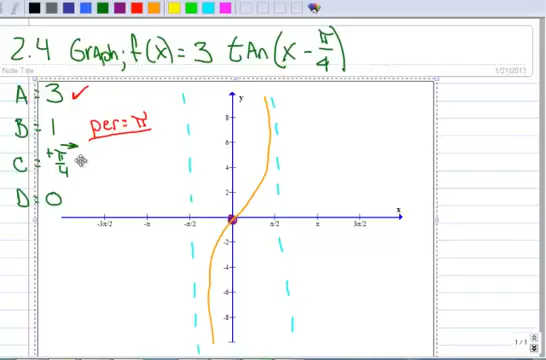 2.4 Graph; f(x) = 3 tan(x - π/4)
Note Title
1/21/2013
A = 3 ✓
B = 1 per = π
C = +π/4
D = 0
y
8
6
4
2
x
-3π/2 -π -π/2 π/2 π 3π/2
-2
-4
-6
-8
1 / 1